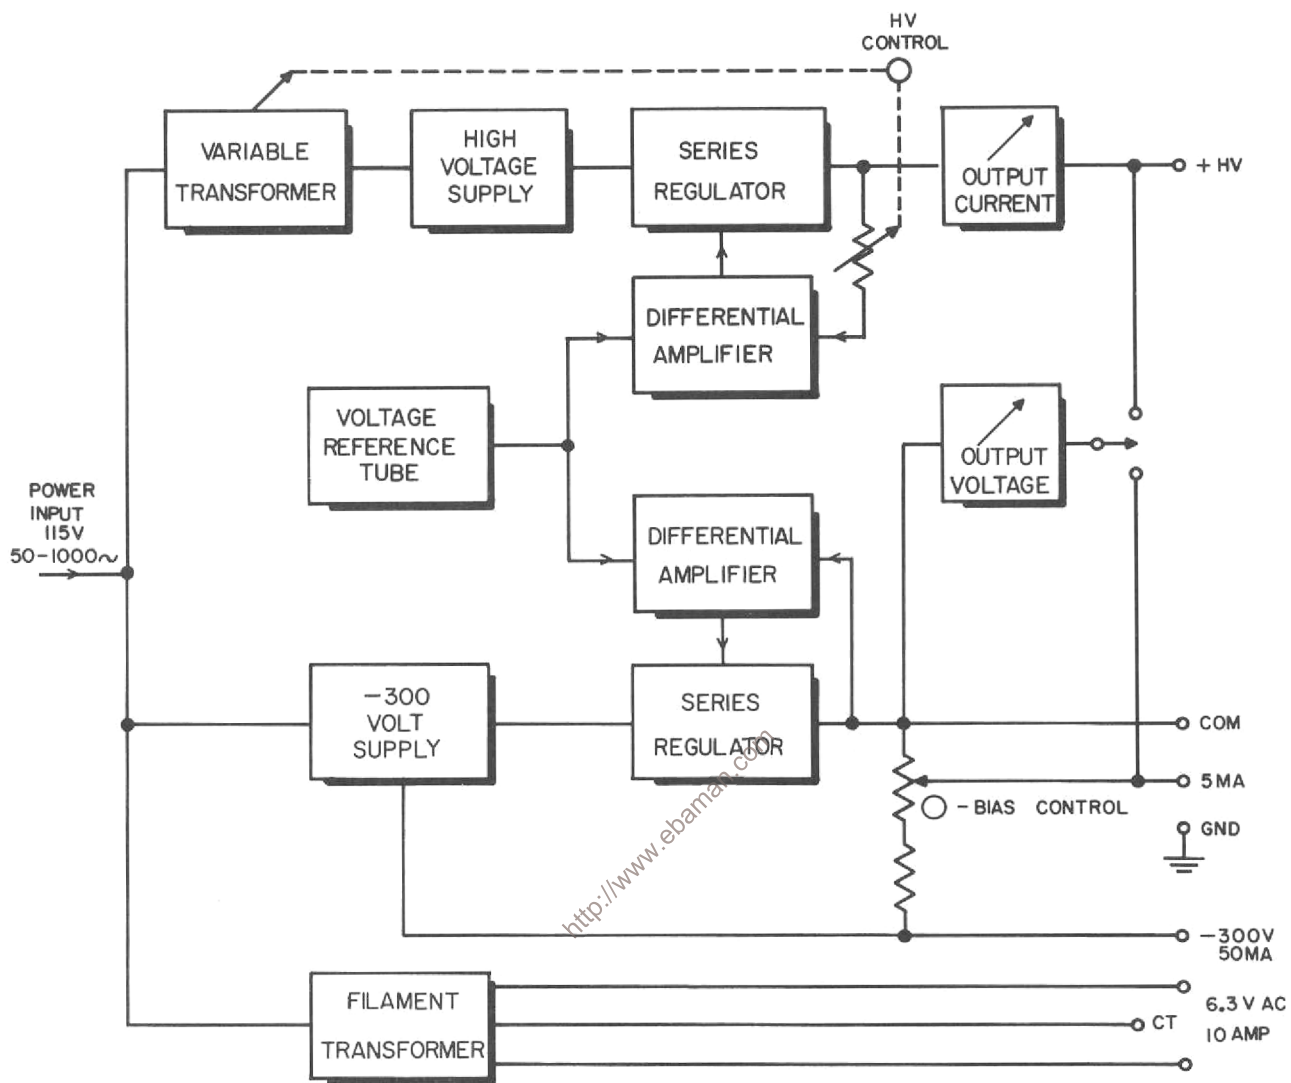 HV
CONTROL
VARIABLE
TRANSFORMER
HIGH
VOLTAGE
SUPPLY
SERIES
REGULATOR
OUTPUT
CURRENT
+ HV
DIFFERENTIAL
AMPLIFIER
VOLTAGE
REFERENCE
TUBE
OUTPUT
VOLTAGE
POWER
INPUT
115V
50-1000~
DIFFERENTIAL
AMPLIFIER
-300
VOLT
SUPPLY
SERIES
REGULATOR
COM
5 MA
- BIAS CONTROL
GND
-300V
50MA
FILAMENT
TRANSFORMER
6.3 V AC
CT
10 AMP
http://www.ebaman.com